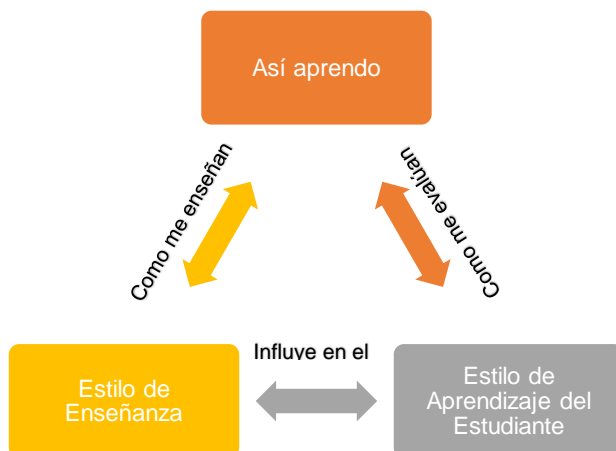 Así aprendo
Como me enseñan
Como me evalúan
Influye en el
Estilo de
Enseñanza
Estilo de
Aprendizaje del
Estudiante